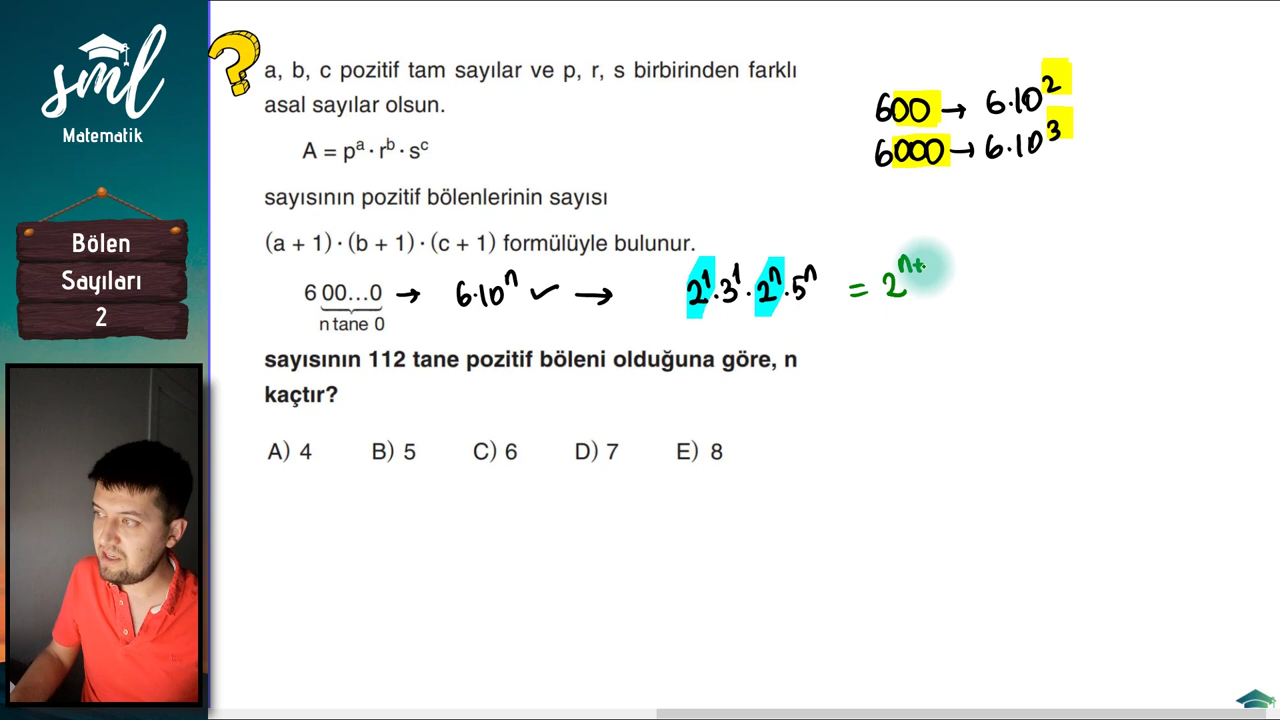 sml
Matematik
Bölen
Sayıları
2
a, b, c pozitif tam sayılar ve p, r, s birbirinden farklı
asal sayılar olsun.
A = pᵃ · rᵇ · sᶜ
sayısının pozitif bölenlerinin sayısı
(a + 1) · (b + 1) · (c + 1) formülüyle bulunur.
6 00...0 → 6·10ⁿ ✓ → 2¹·3¹·2ⁿ·5ⁿ = 2ⁿ⁺
n tane 0
sayısının 112 tane pozitif böleni olduğuna göre, n
kaçtır?
A) 4 B) 5 C) 6 D) 7 E) 8
600 → 6·10²
6000 → 6·10³